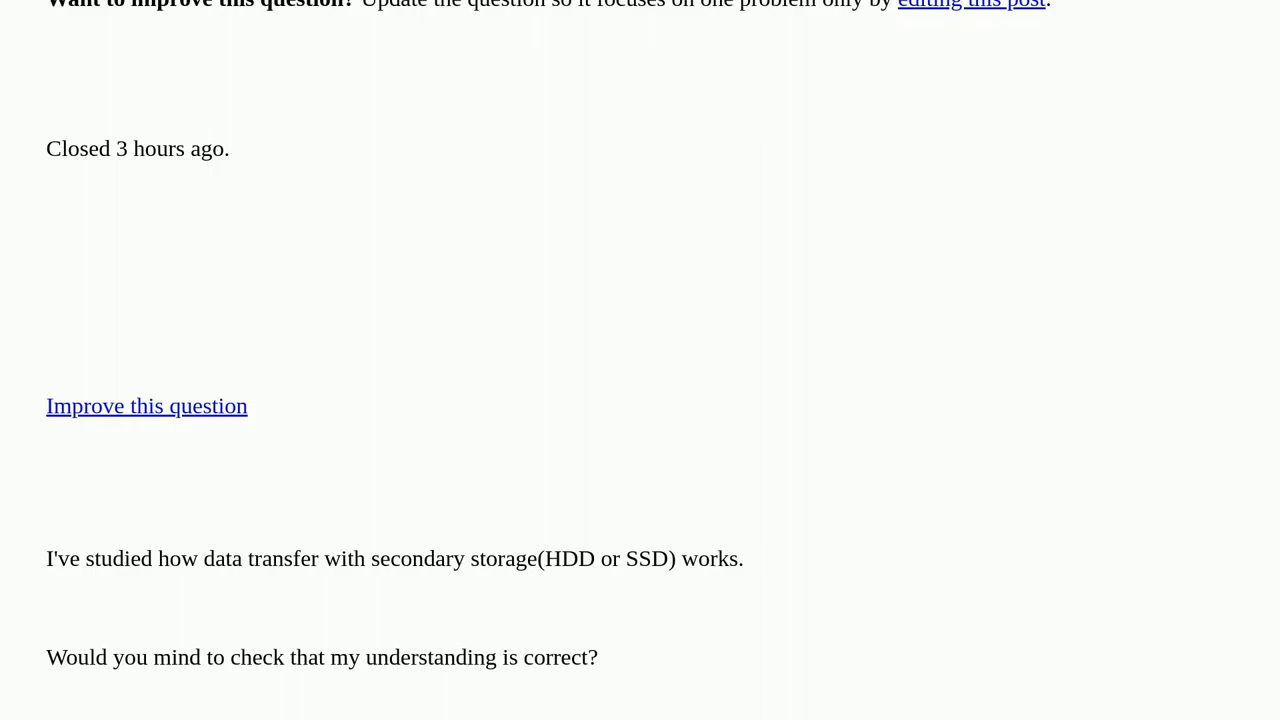 Want to improve this question? Update the question so it focuses on one problem only by editing this post.
Closed 3 hours ago.
Improve this question
I've studied how data transfer with secondary storage(HDD or SSD) works.
Would you mind to check that my understanding is correct?